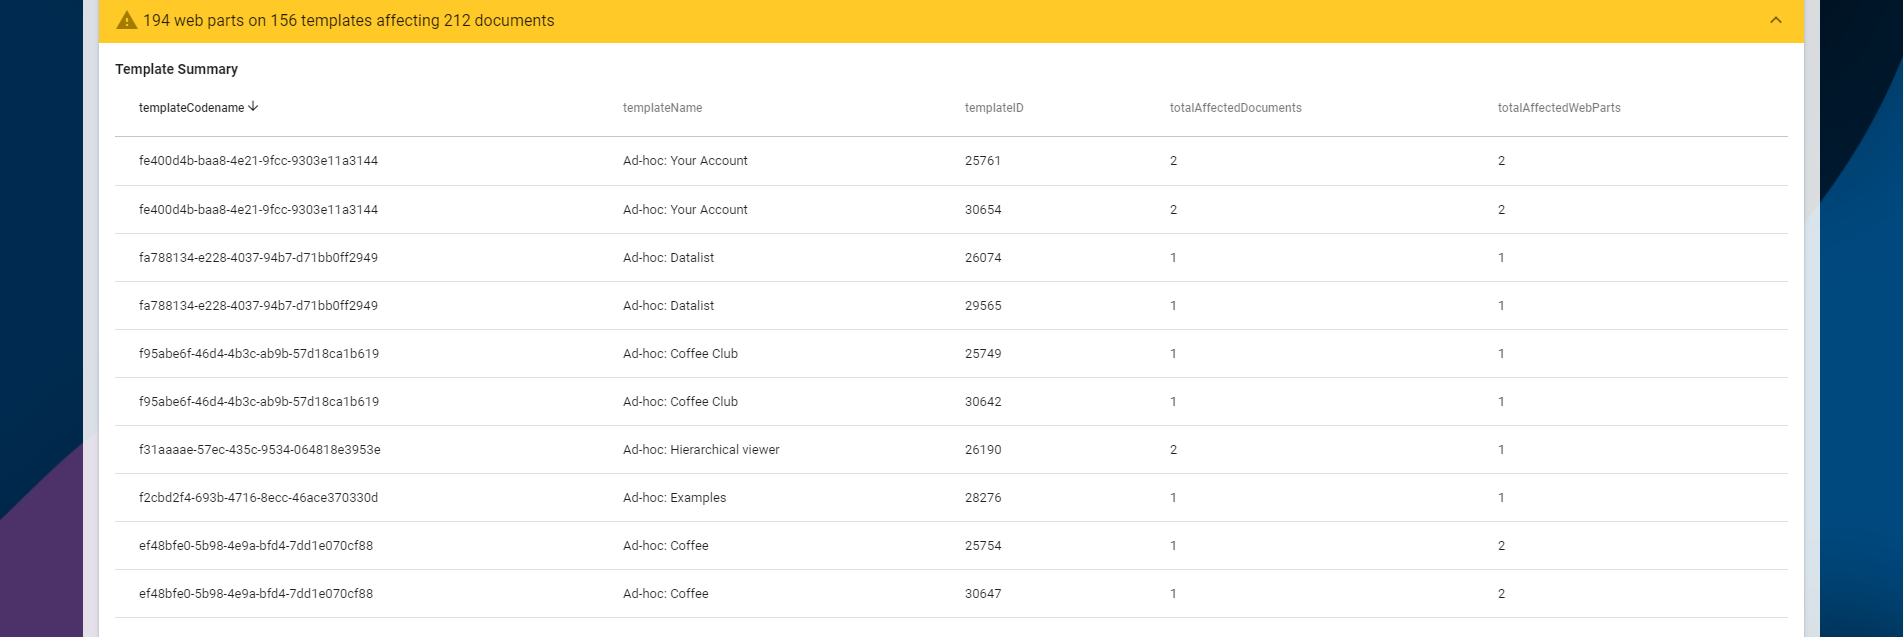 194 web parts on 156 templates affecting 212 documents
Template Summary
templateCodename templateName templateID totalAffectedDocuments totalAffectedWebParts
fe400d4b-baa8-4e21-9fcc-9303e11a3144 Ad-hoc: Your Account 25761 2 2
fe400d4b-baa8-4e21-9fcc-9303e11a3144 Ad-hoc: Your Account 30654 2 2
fa788134-e228-4037-94b7-d71bb0ff2949 Ad-hoc: Datalist 26074 1 1
fa788134-e228-4037-94b7-d71bb0ff2949 Ad-hoc: Datalist 29565 1 1
f95abe6f-46d4-4b3c-ab9b-57d18ca1b619 Ad-hoc: Coffee Club 25749 1 1
f95abe6f-46d4-4b3c-ab9b-57d18ca1b619 Ad-hoc: Coffee Club 30642 1 1
f31aaaae-57ec-435c-9534-064818e3953e Ad-hoc: Hierarchical viewer 26190 2 1
f2cbd2f4-693b-4716-8ecc-46ace370330d Ad-hoc: Examples 28276 1 1
ef48bfe0-5b98-4e9a-bfd4-7dd1e070cf88 Ad-hoc: Coffee 25754 1 2
ef48bfe0-5b98-4e9a-bfd4-7dd1e070cf88 Ad-hoc: Coffee 30647 1 2